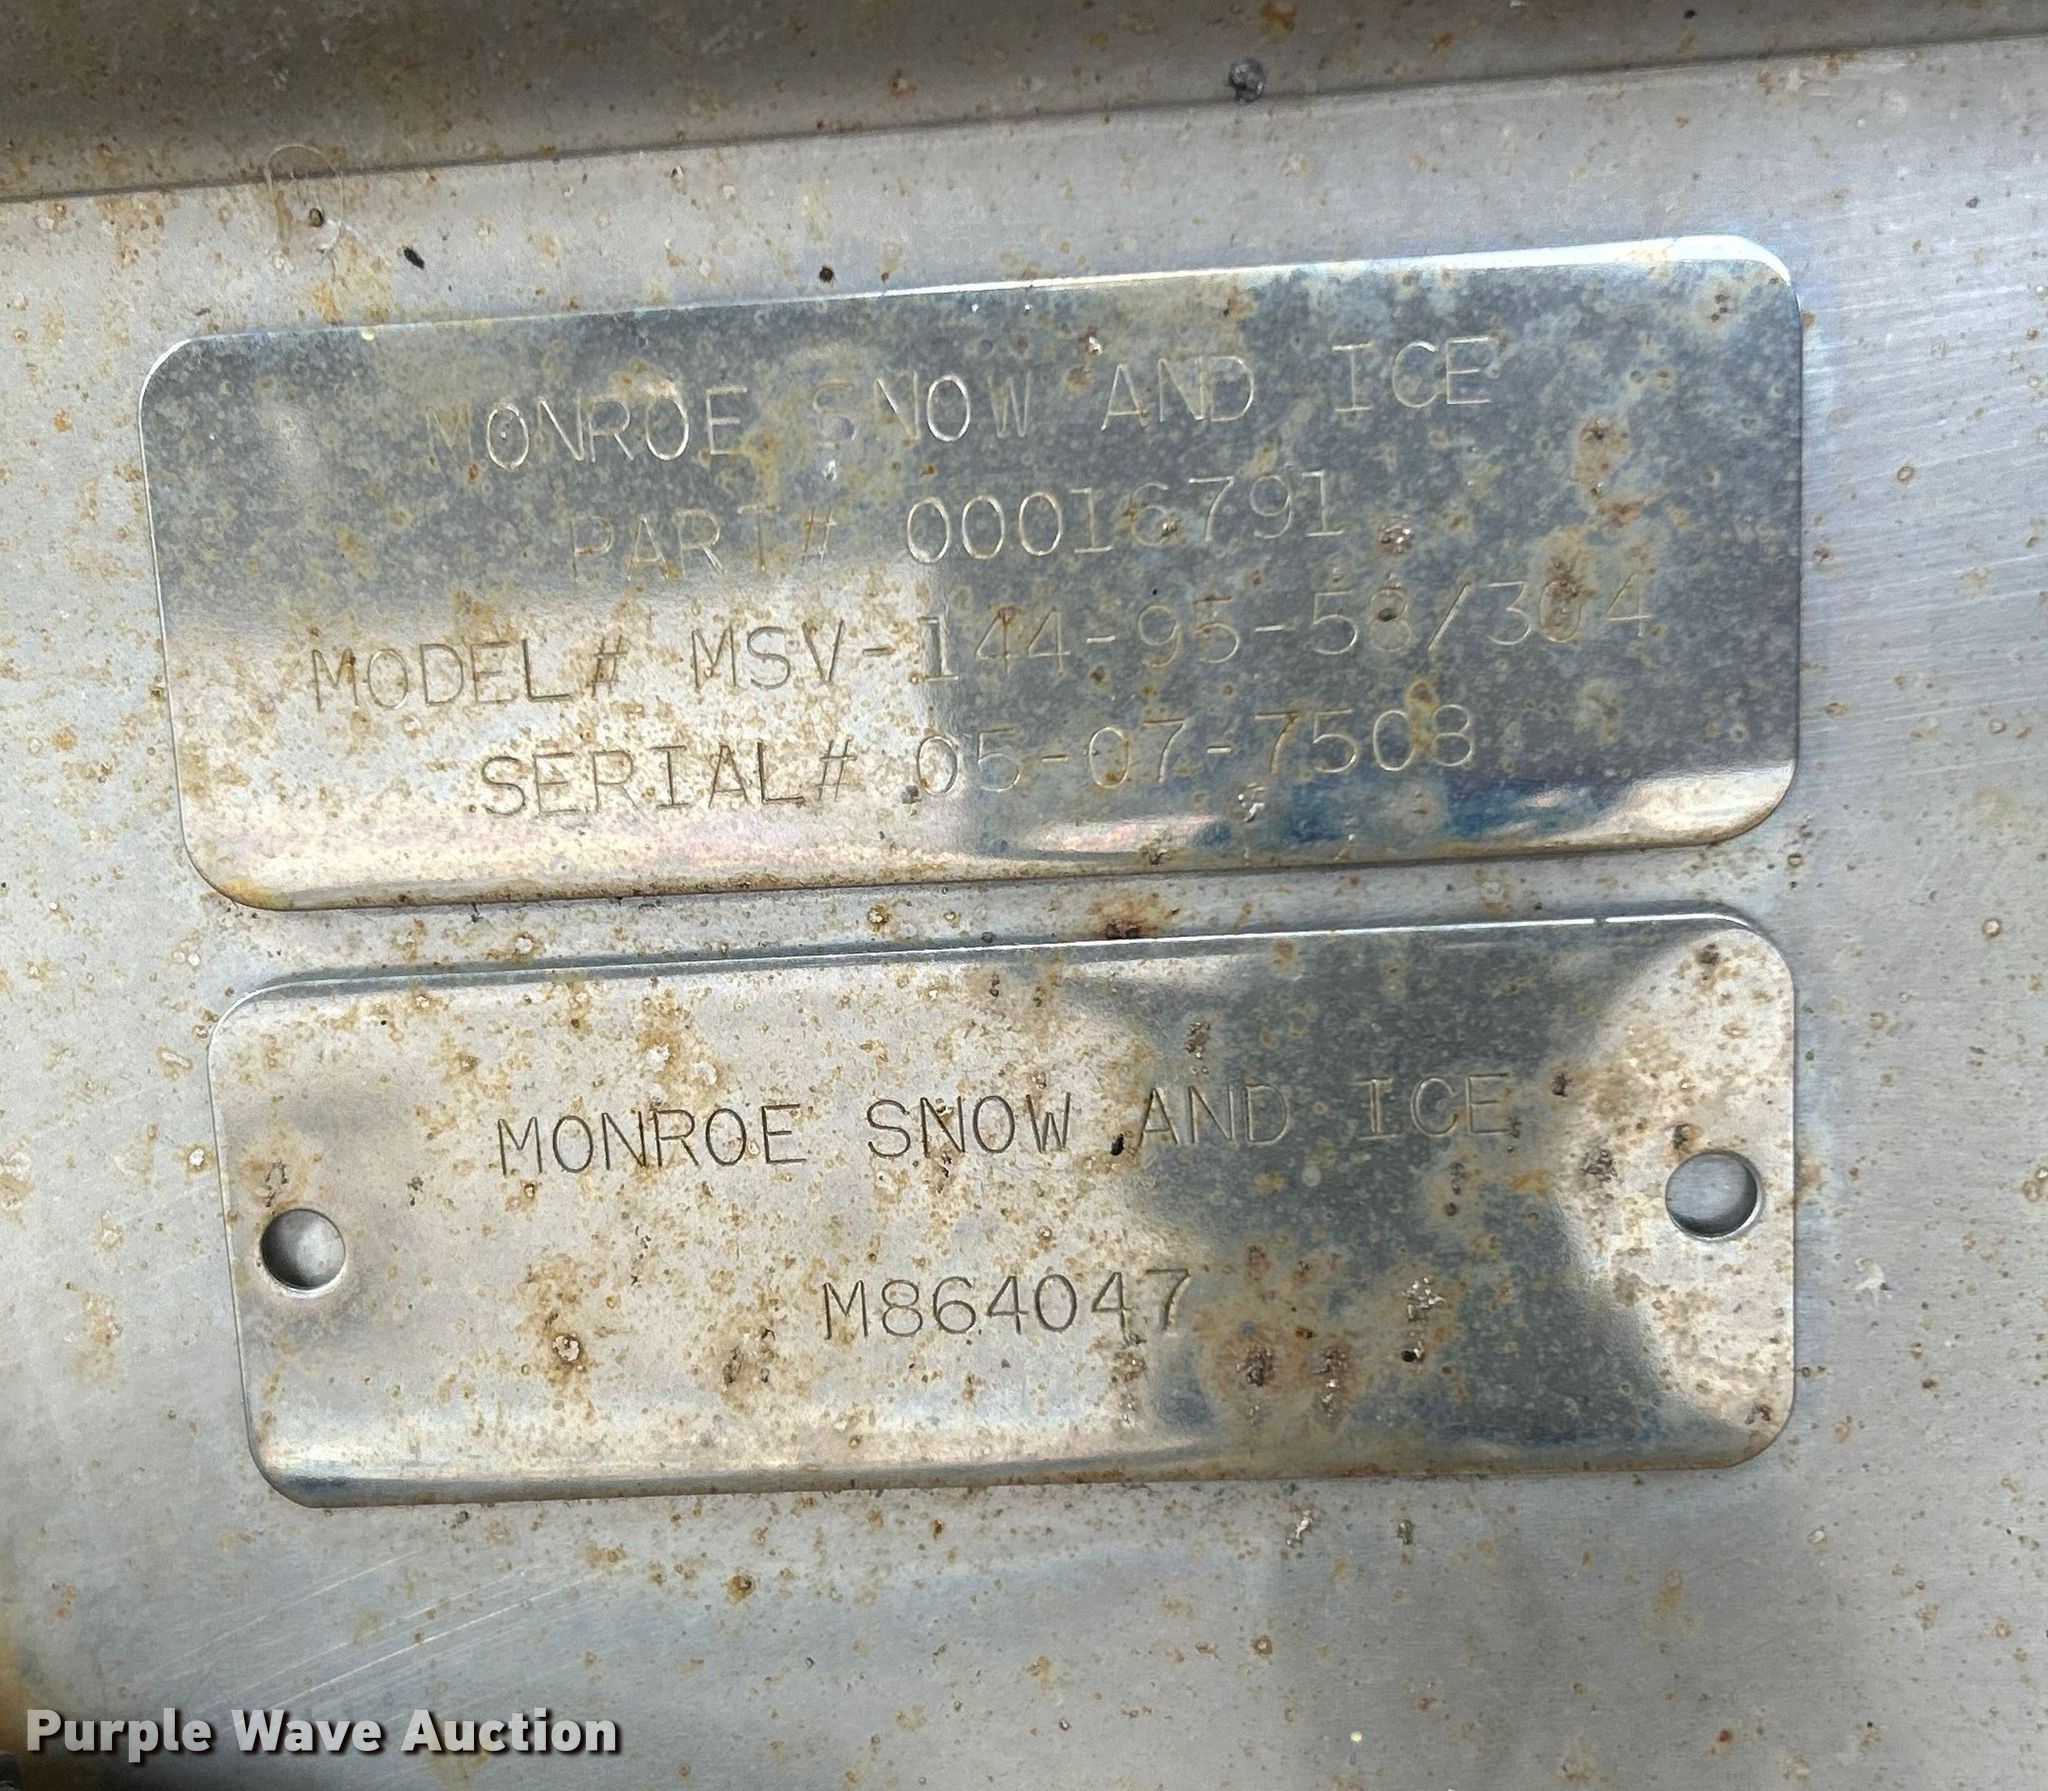 MONROE SNOW AND ICE
PART# 00016791
MODEL# MSV-144-95-58/304
SERIAL# 05-07-7508
MONROE SNOW AND ICE
M864047
Purple Wave Auction